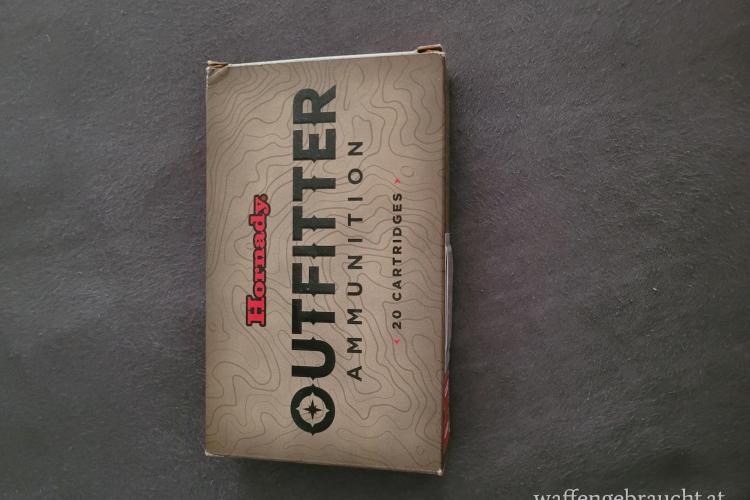 Hornady
OUTFITTER
AMMUNITION
20 CARTRIDGES
waffengebraucht.at